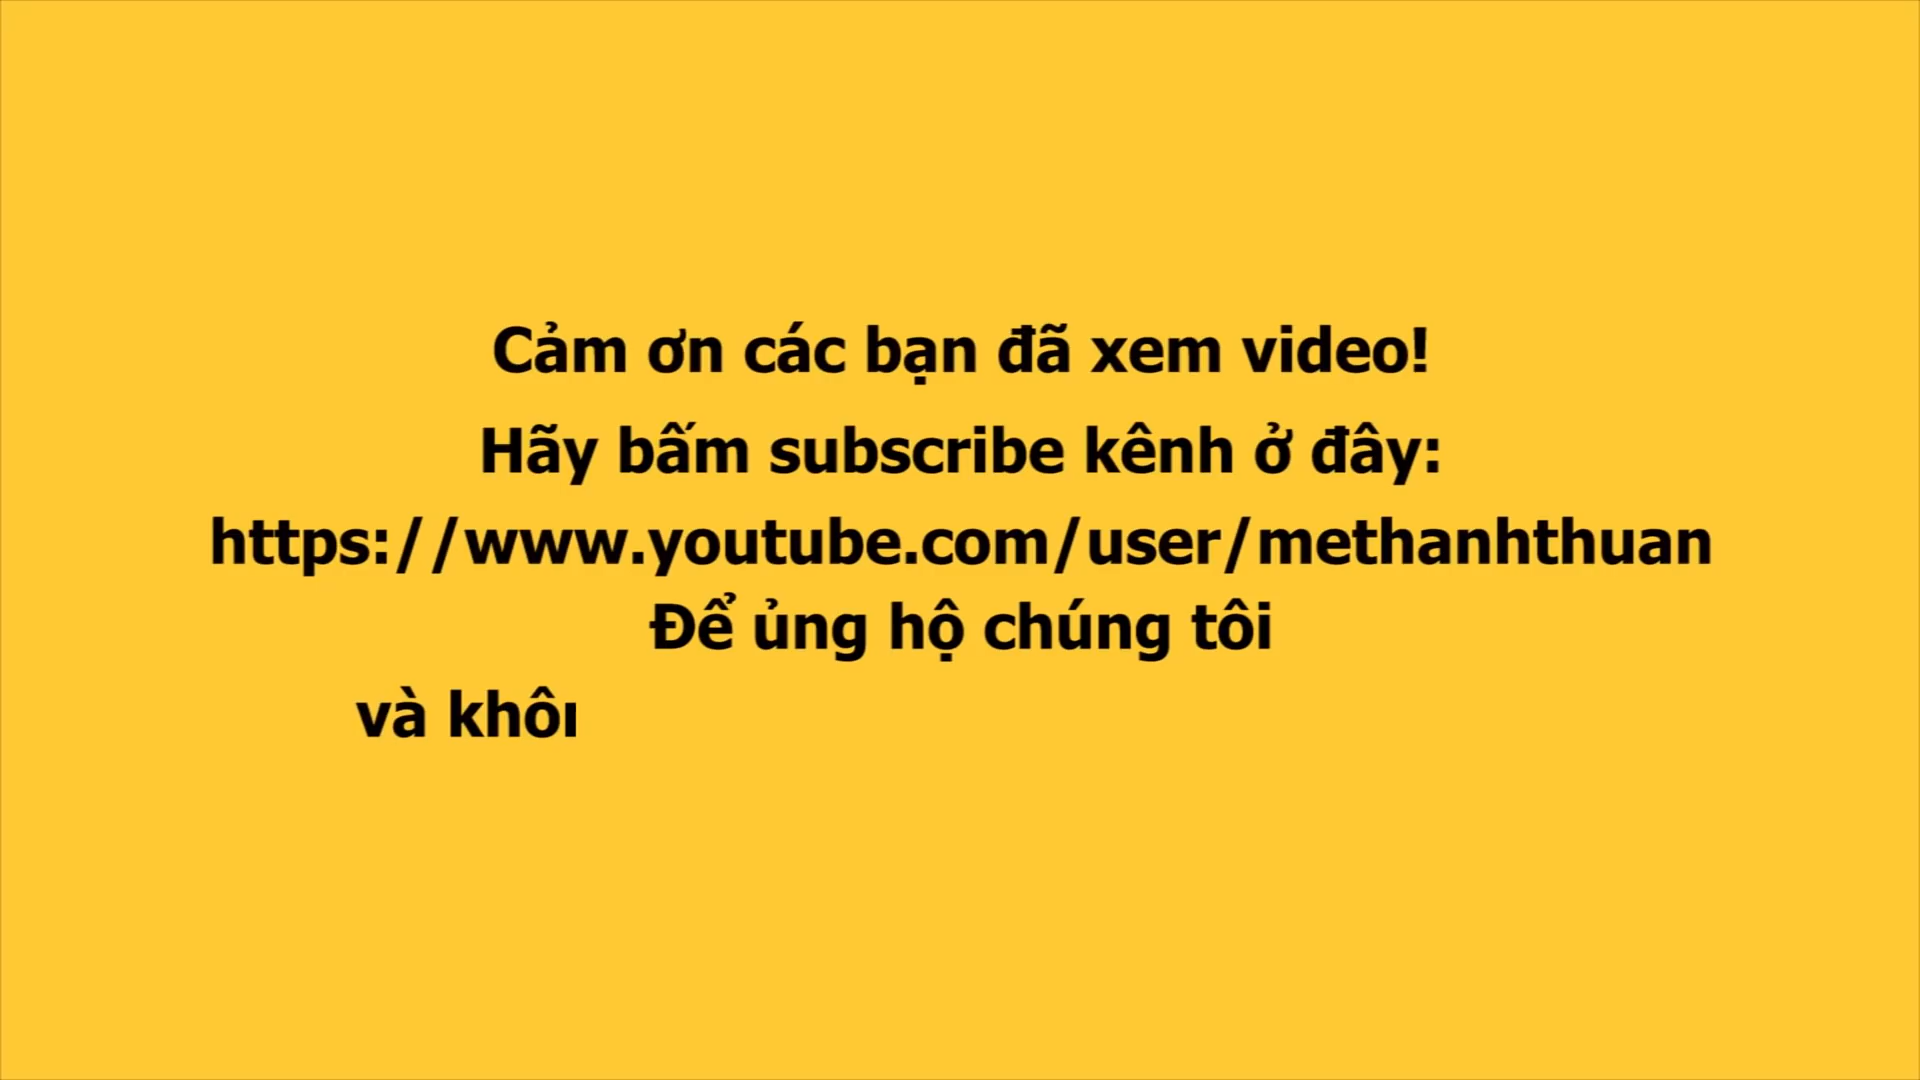 Cảm ơn các bạn đã xem video!
Hãy bấm subscribe kênh ở đây:
https://www.youtube.com/user/methanhthuan
Để ủng hộ chúng tôi
và